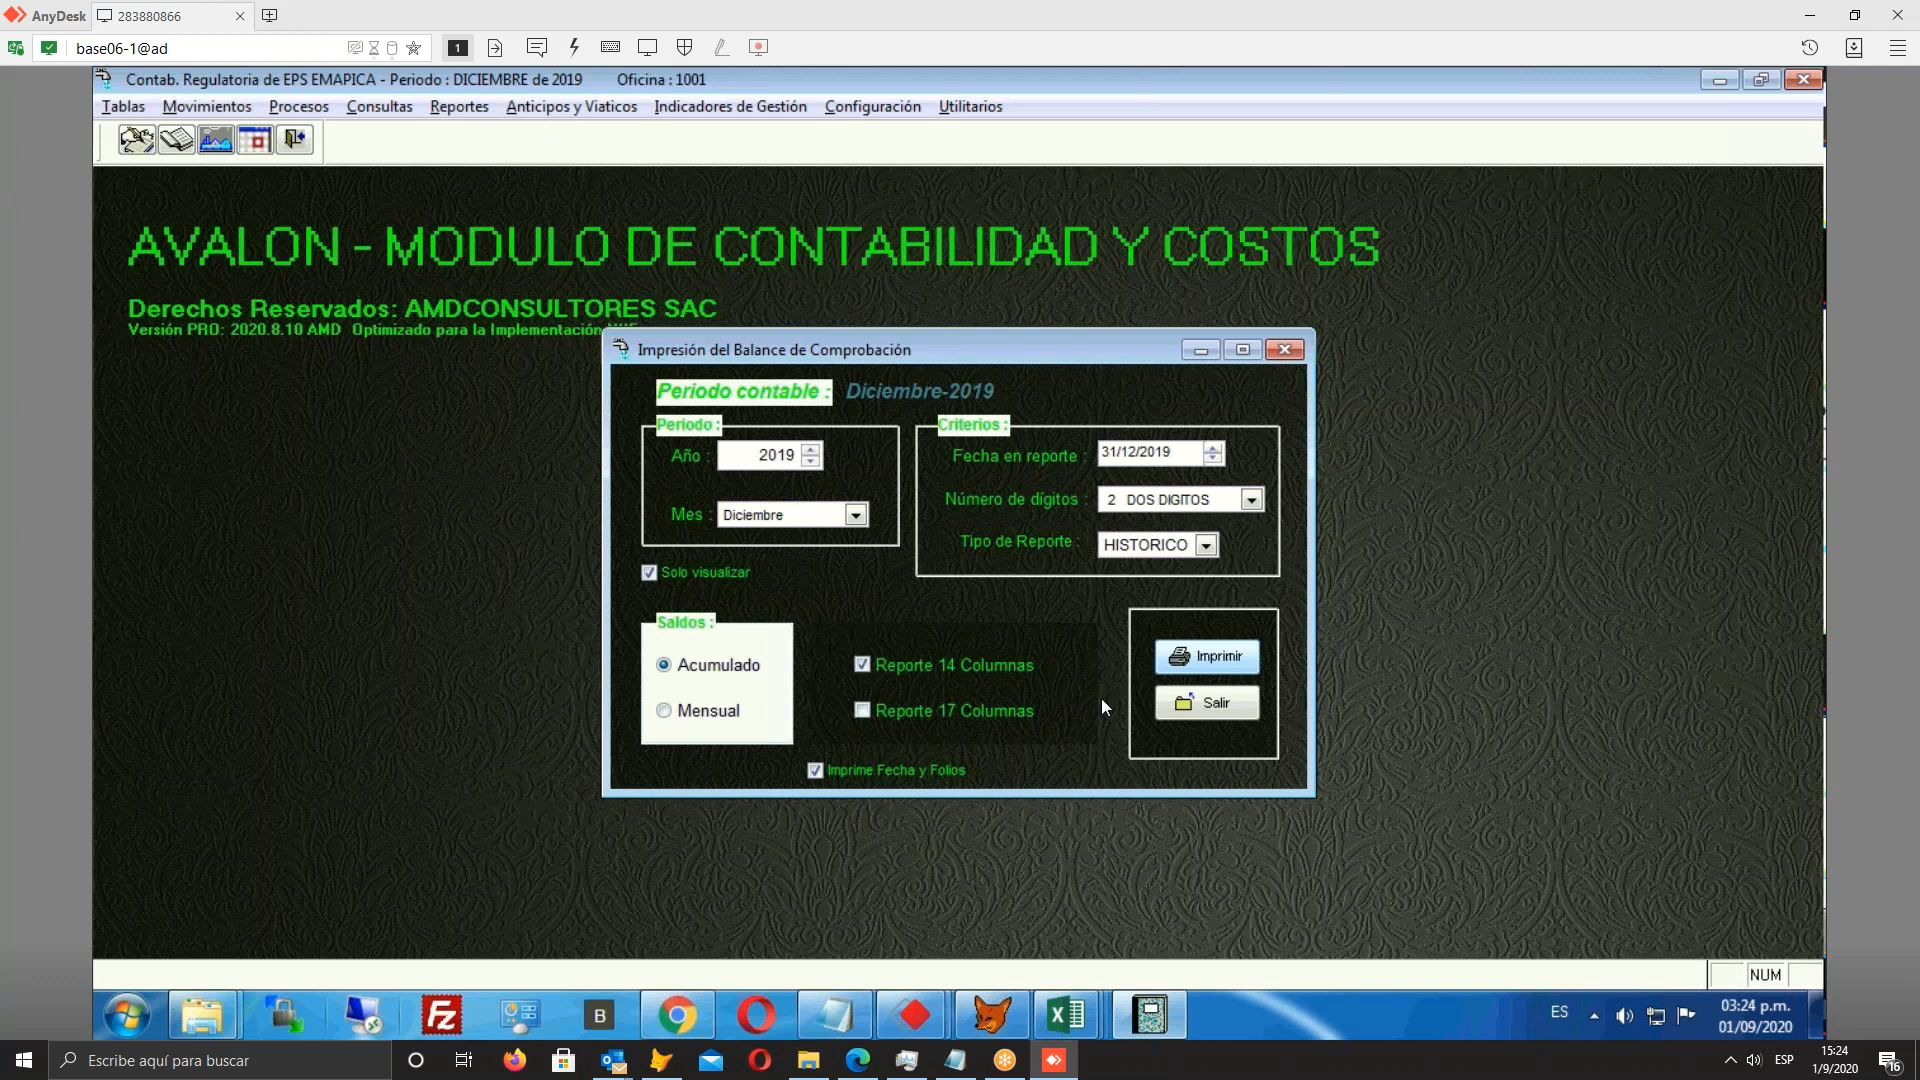 AnyDesk
283880866
base06-1@ad
1
Contab. Regulatoria de EPS EMAPICA - Periodo : DICIEMBRE de 2019 Oficina : 1001
Tablas Movimientos Procesos Consultas Reportes Anticipos y Viaticos Indicadores de Gestión Configuración Utilitarios
AVALON - MODULO DE CONTABILIDAD Y COSTOS
Derechos Reservados: AMDCONSULTORES SAC
Versión PRO: 2020.8.10 AMD Optimizado para la Implementación
Impresión del Balance de Comprobación
Periodo contable : Diciembre-2019
Periodo :
Año : 2019
Mes : Diciembre
Criterios :
Fecha en reporte : 31/12/2019
Número de dígitos : 2 DOS DIGITOS
Tipo de Reporte : HISTORICO
Solo visualizar
Saldos :
Acumulado
Mensual
Reporte 14 Columnas
Reporte 17 Columnas
Imprimir
Salir
Imprime Fecha y Folios
NUM
FZ
B
X
ES
03:24 p.m.
01/09/2020
Escribe aquí para buscar
ESP
15:24
1/9/2020
16